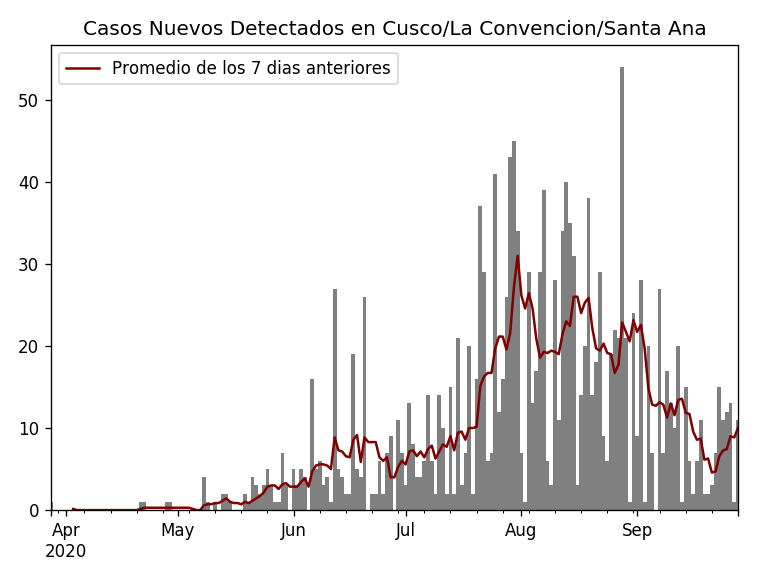 Casos Nuevos Detectados en Cusco/La Convencion/Santa Ana
Promedio de los 7 dias anteriores
50
40
30
20
10
0
Apr May Jun Jul Aug Sep
2020